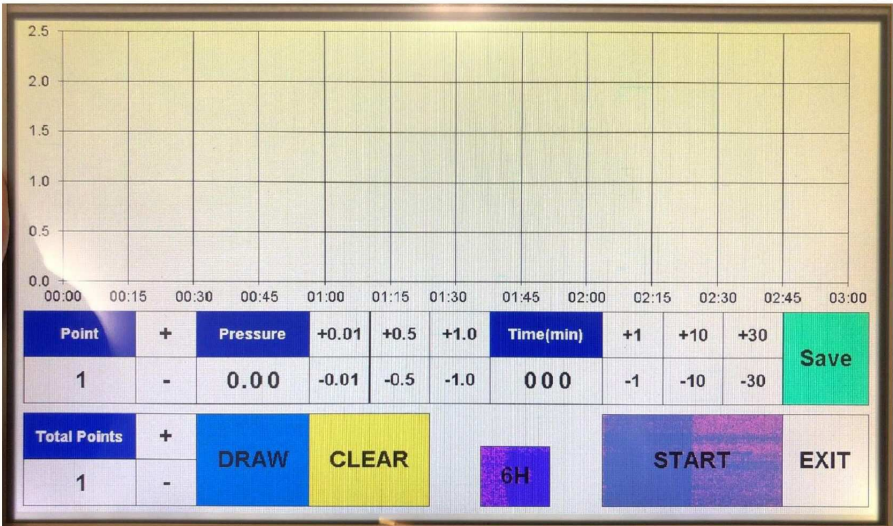 2.5
2.0
1.5
1.0
0.5
0.0
00:00 00:15 00:30 00:45 01:00 01:15 01:30 01:45 02:00 02:15 02:30 02:45 03:00
Point + Pressure +0.01 +0.5 +1.0 Time(min) +1 +10 +30 Save
1 - 0.00 -0.01 -0.5 -1.0 000 -1 -10 -30
Total Points + DRAW CLEAR 6H START EXIT
1 -